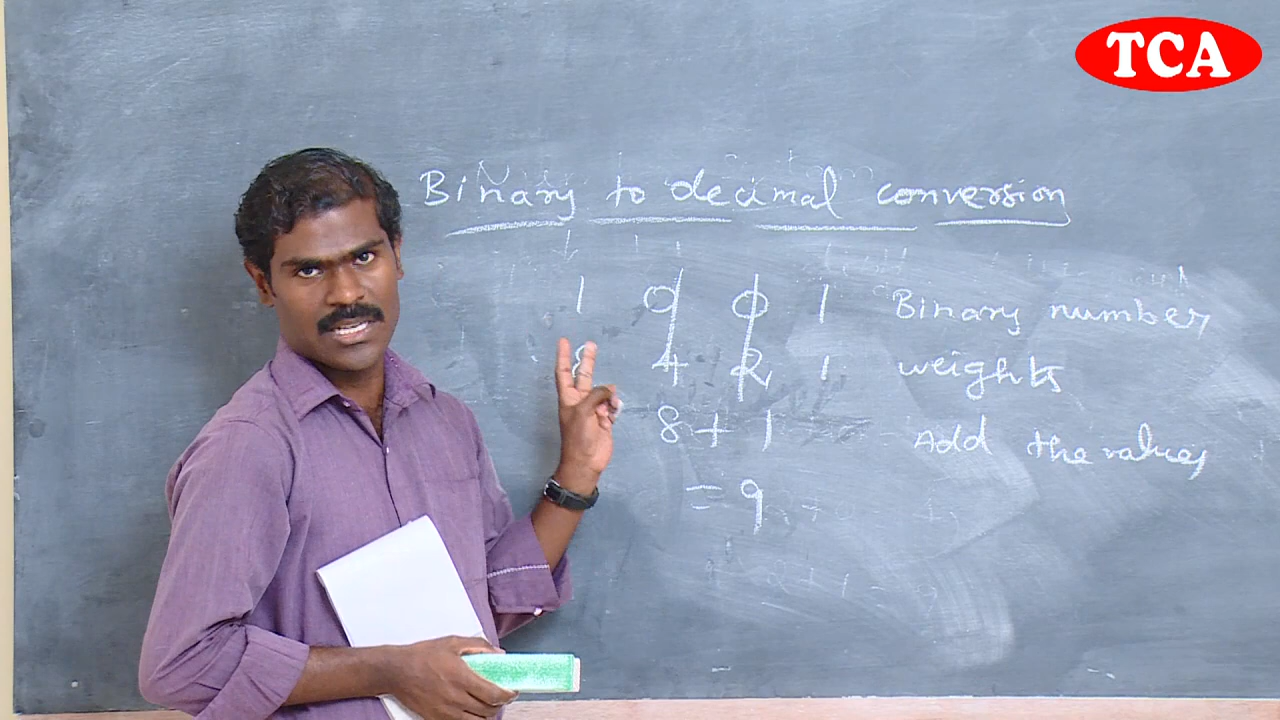 TCA
Binary to decimal conversion
1 0 0 1 Binary number
8 4 2 1 weights
8 + 1 Add the values
= 9